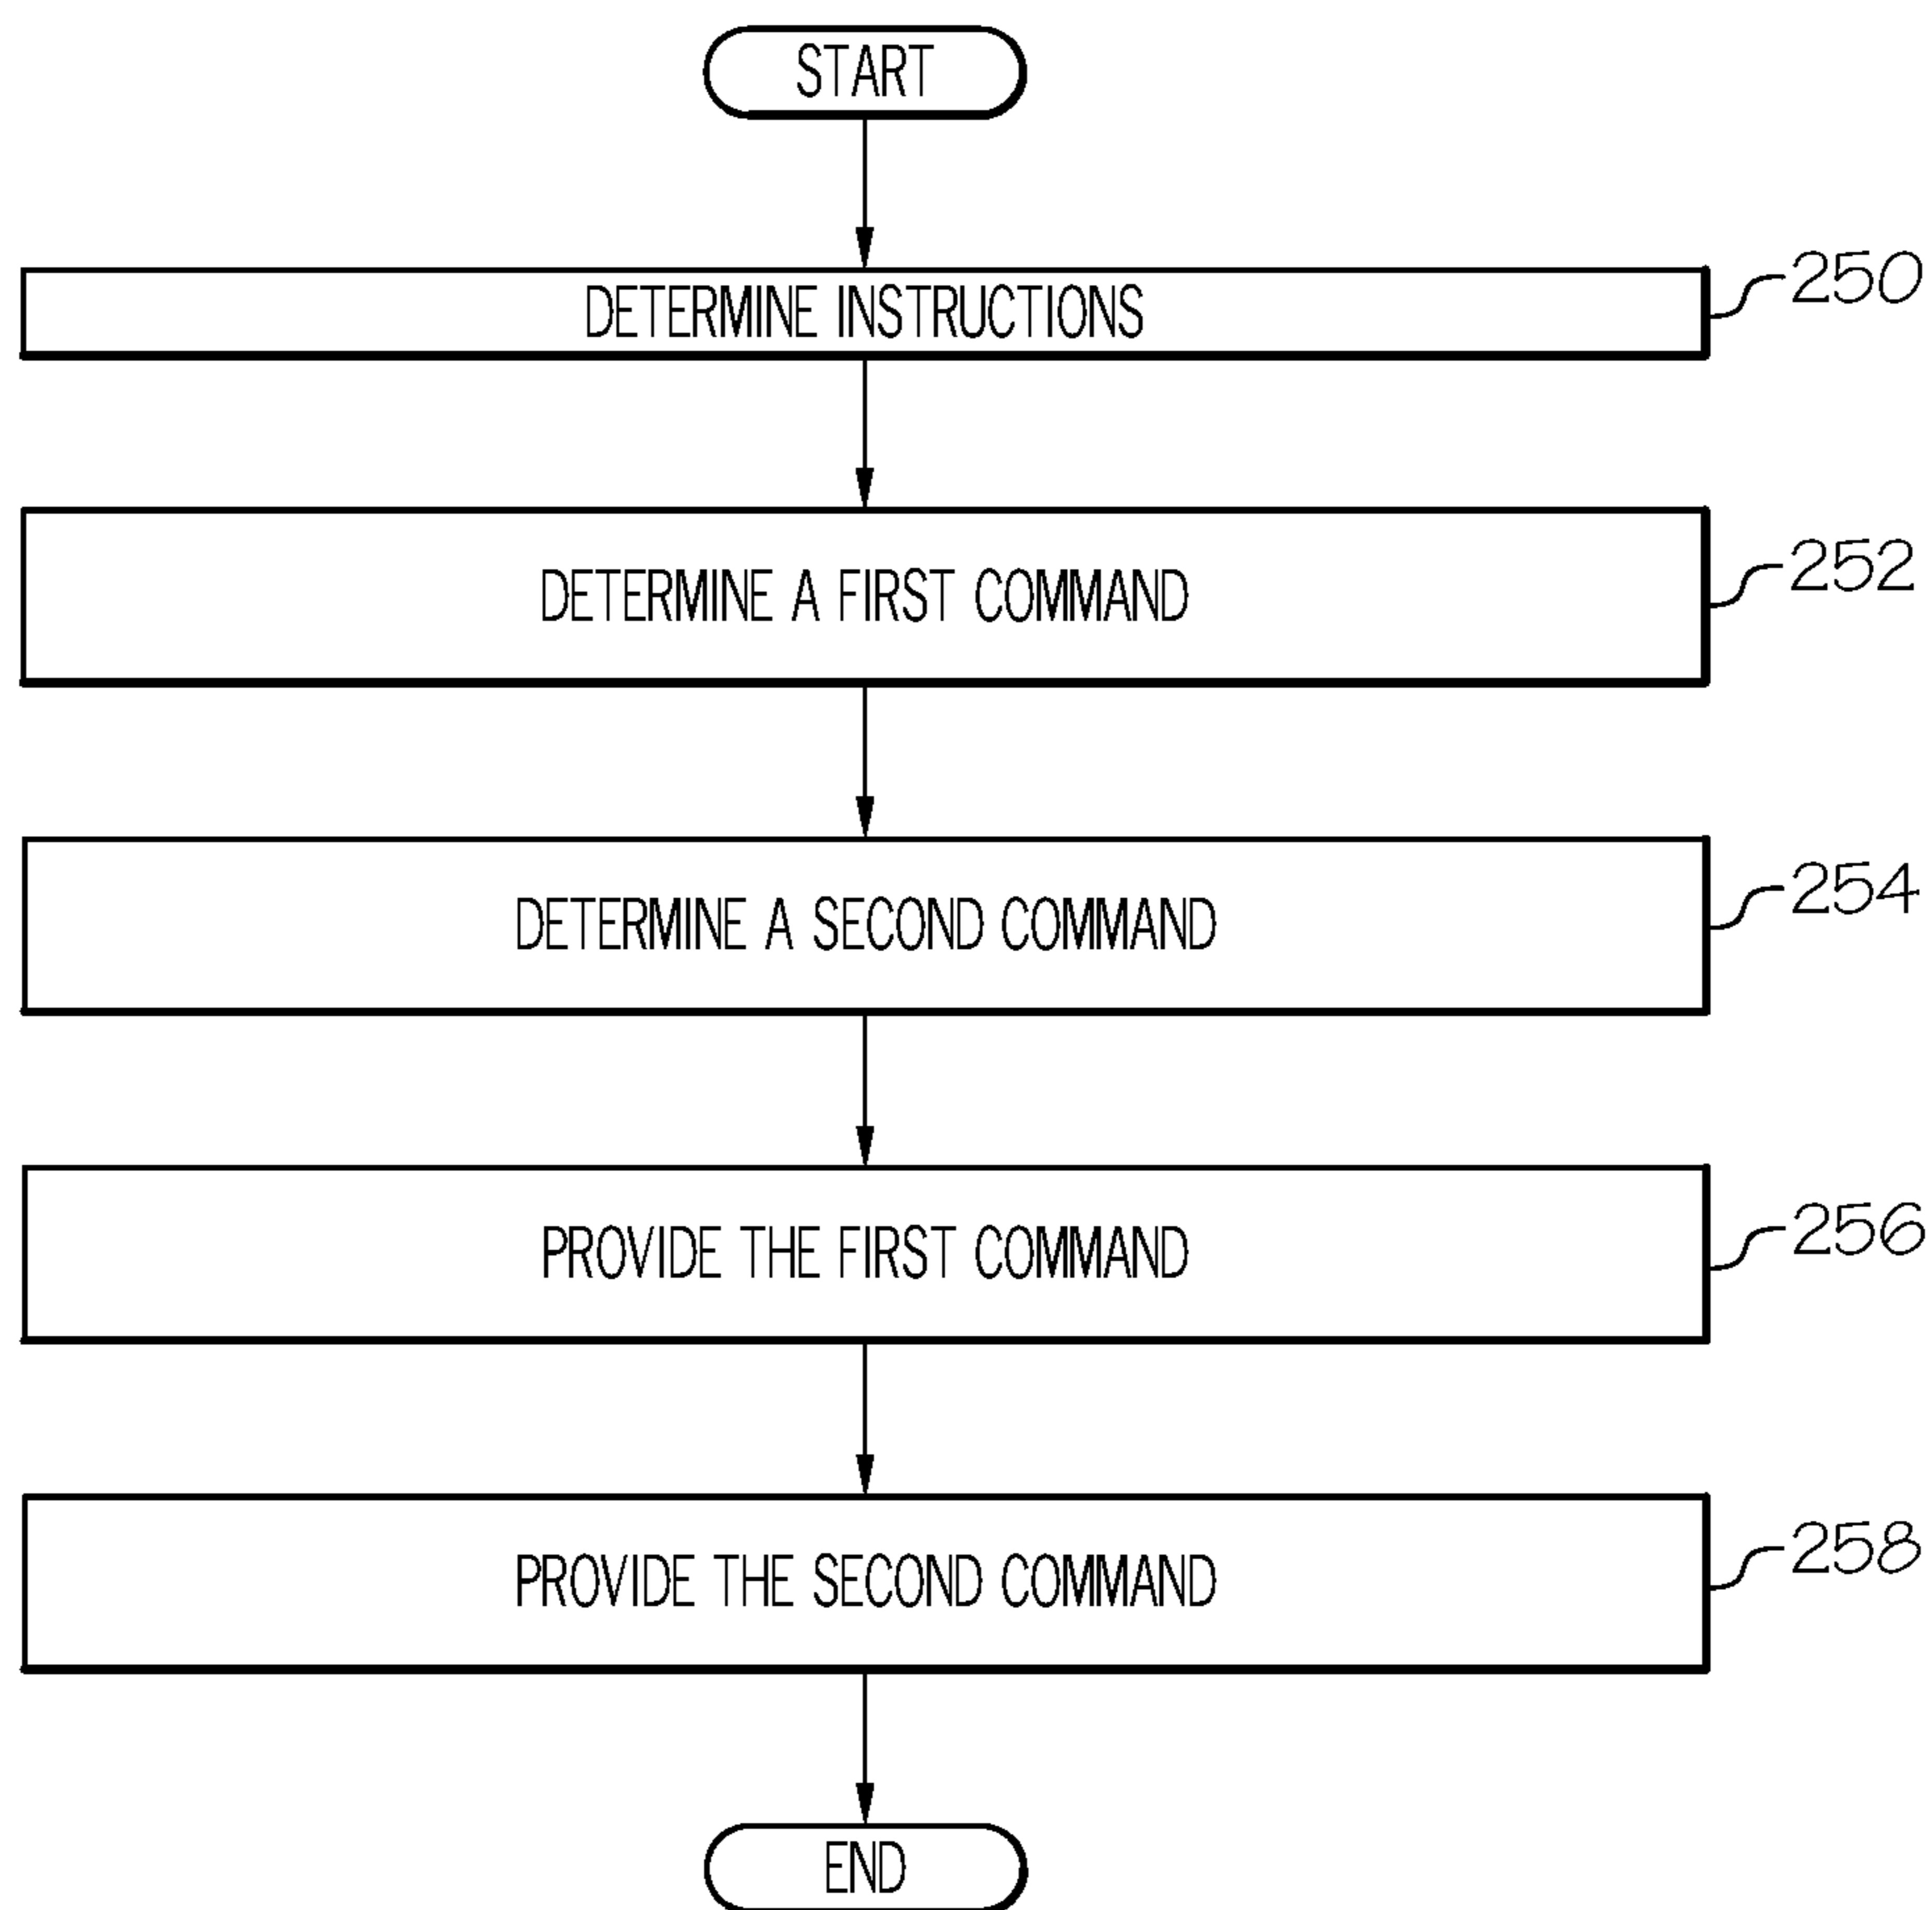 START
DETERMINE INSTRUCTIONS
250
DETERMINE A FIRST COMMAND
252
DETERMINE A SECOND COMMAND
254
PROVIDE THE FIRST COMMAND
256
PROVIDE THE SECOND COMMAND
258
END